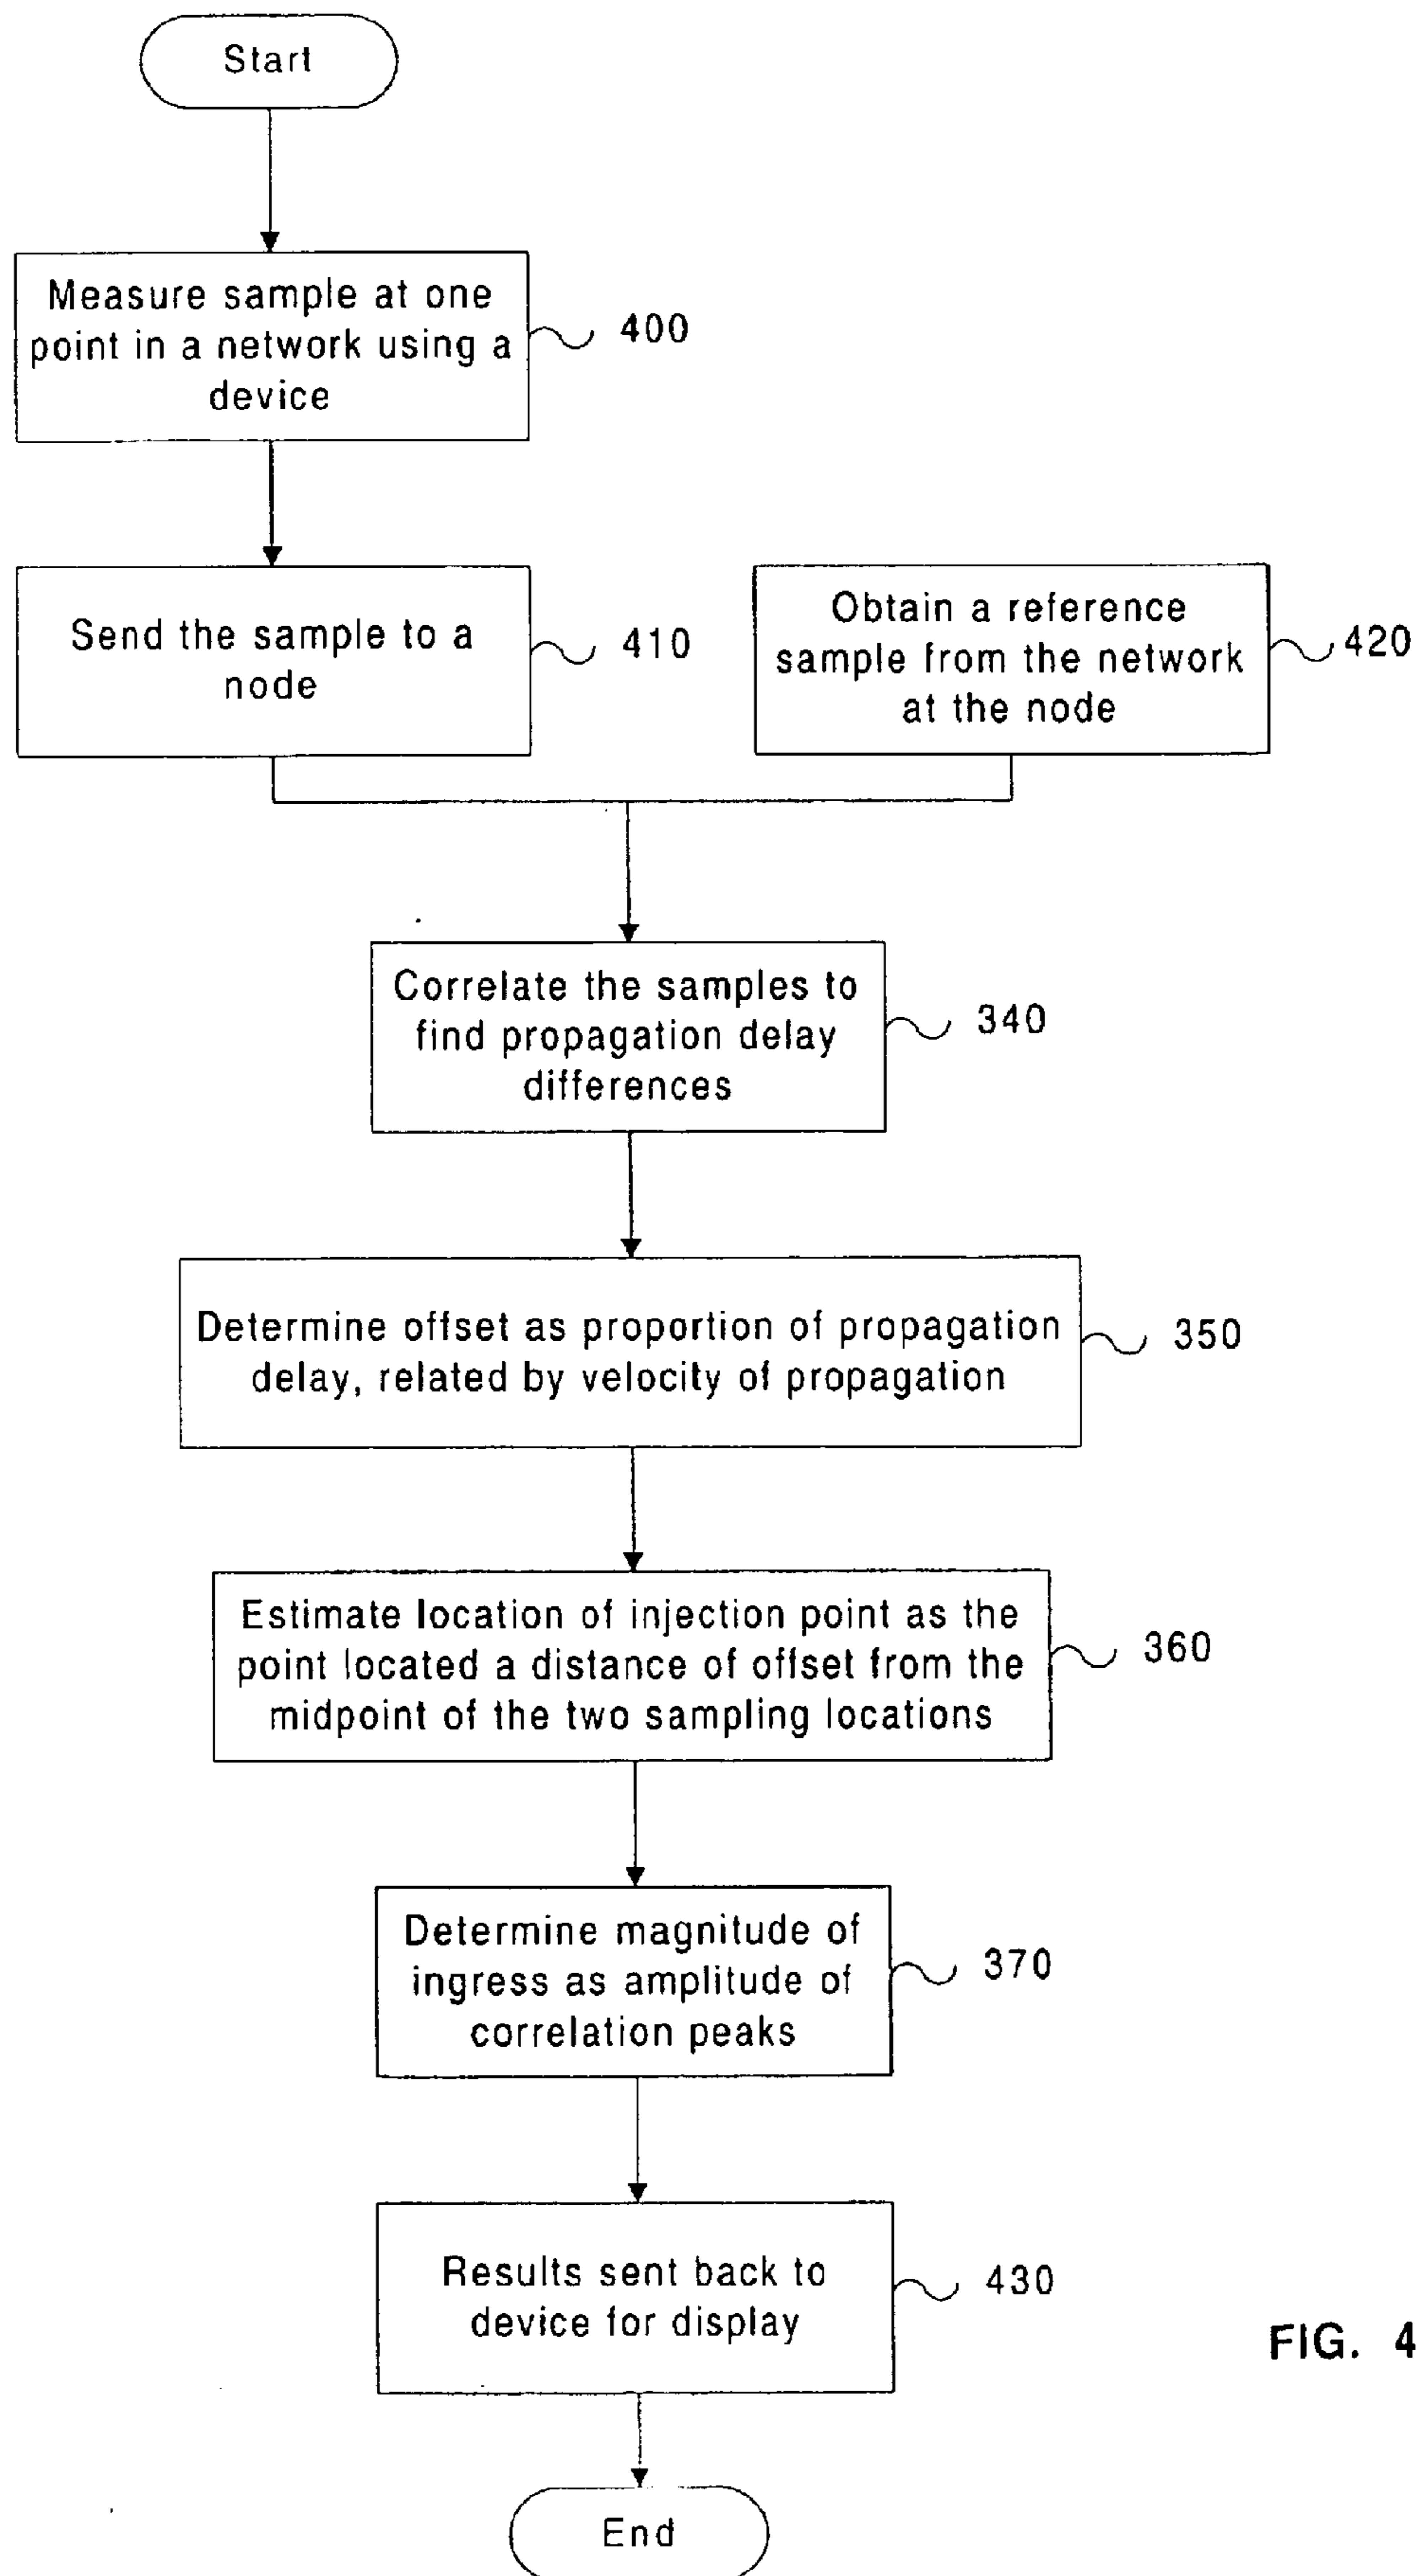 Start
Measure sample at one
point in a network using a
device
400
Send the sample to a
node
410
Obtain a reference
sample from the network
at the node
420
Correlate the samples to
find propagation delay
differences
340
Determine offset as proportion of propagation
delay, related by velocity of propagation
350
Estimate location of injection point as the
point located a distance of offset from the
midpoint of the two sampling locations
360
Determine magnitude of
ingress as amplitude of
correlation peaks
370
Results sent back to
device for display
430
FIG. 4
End